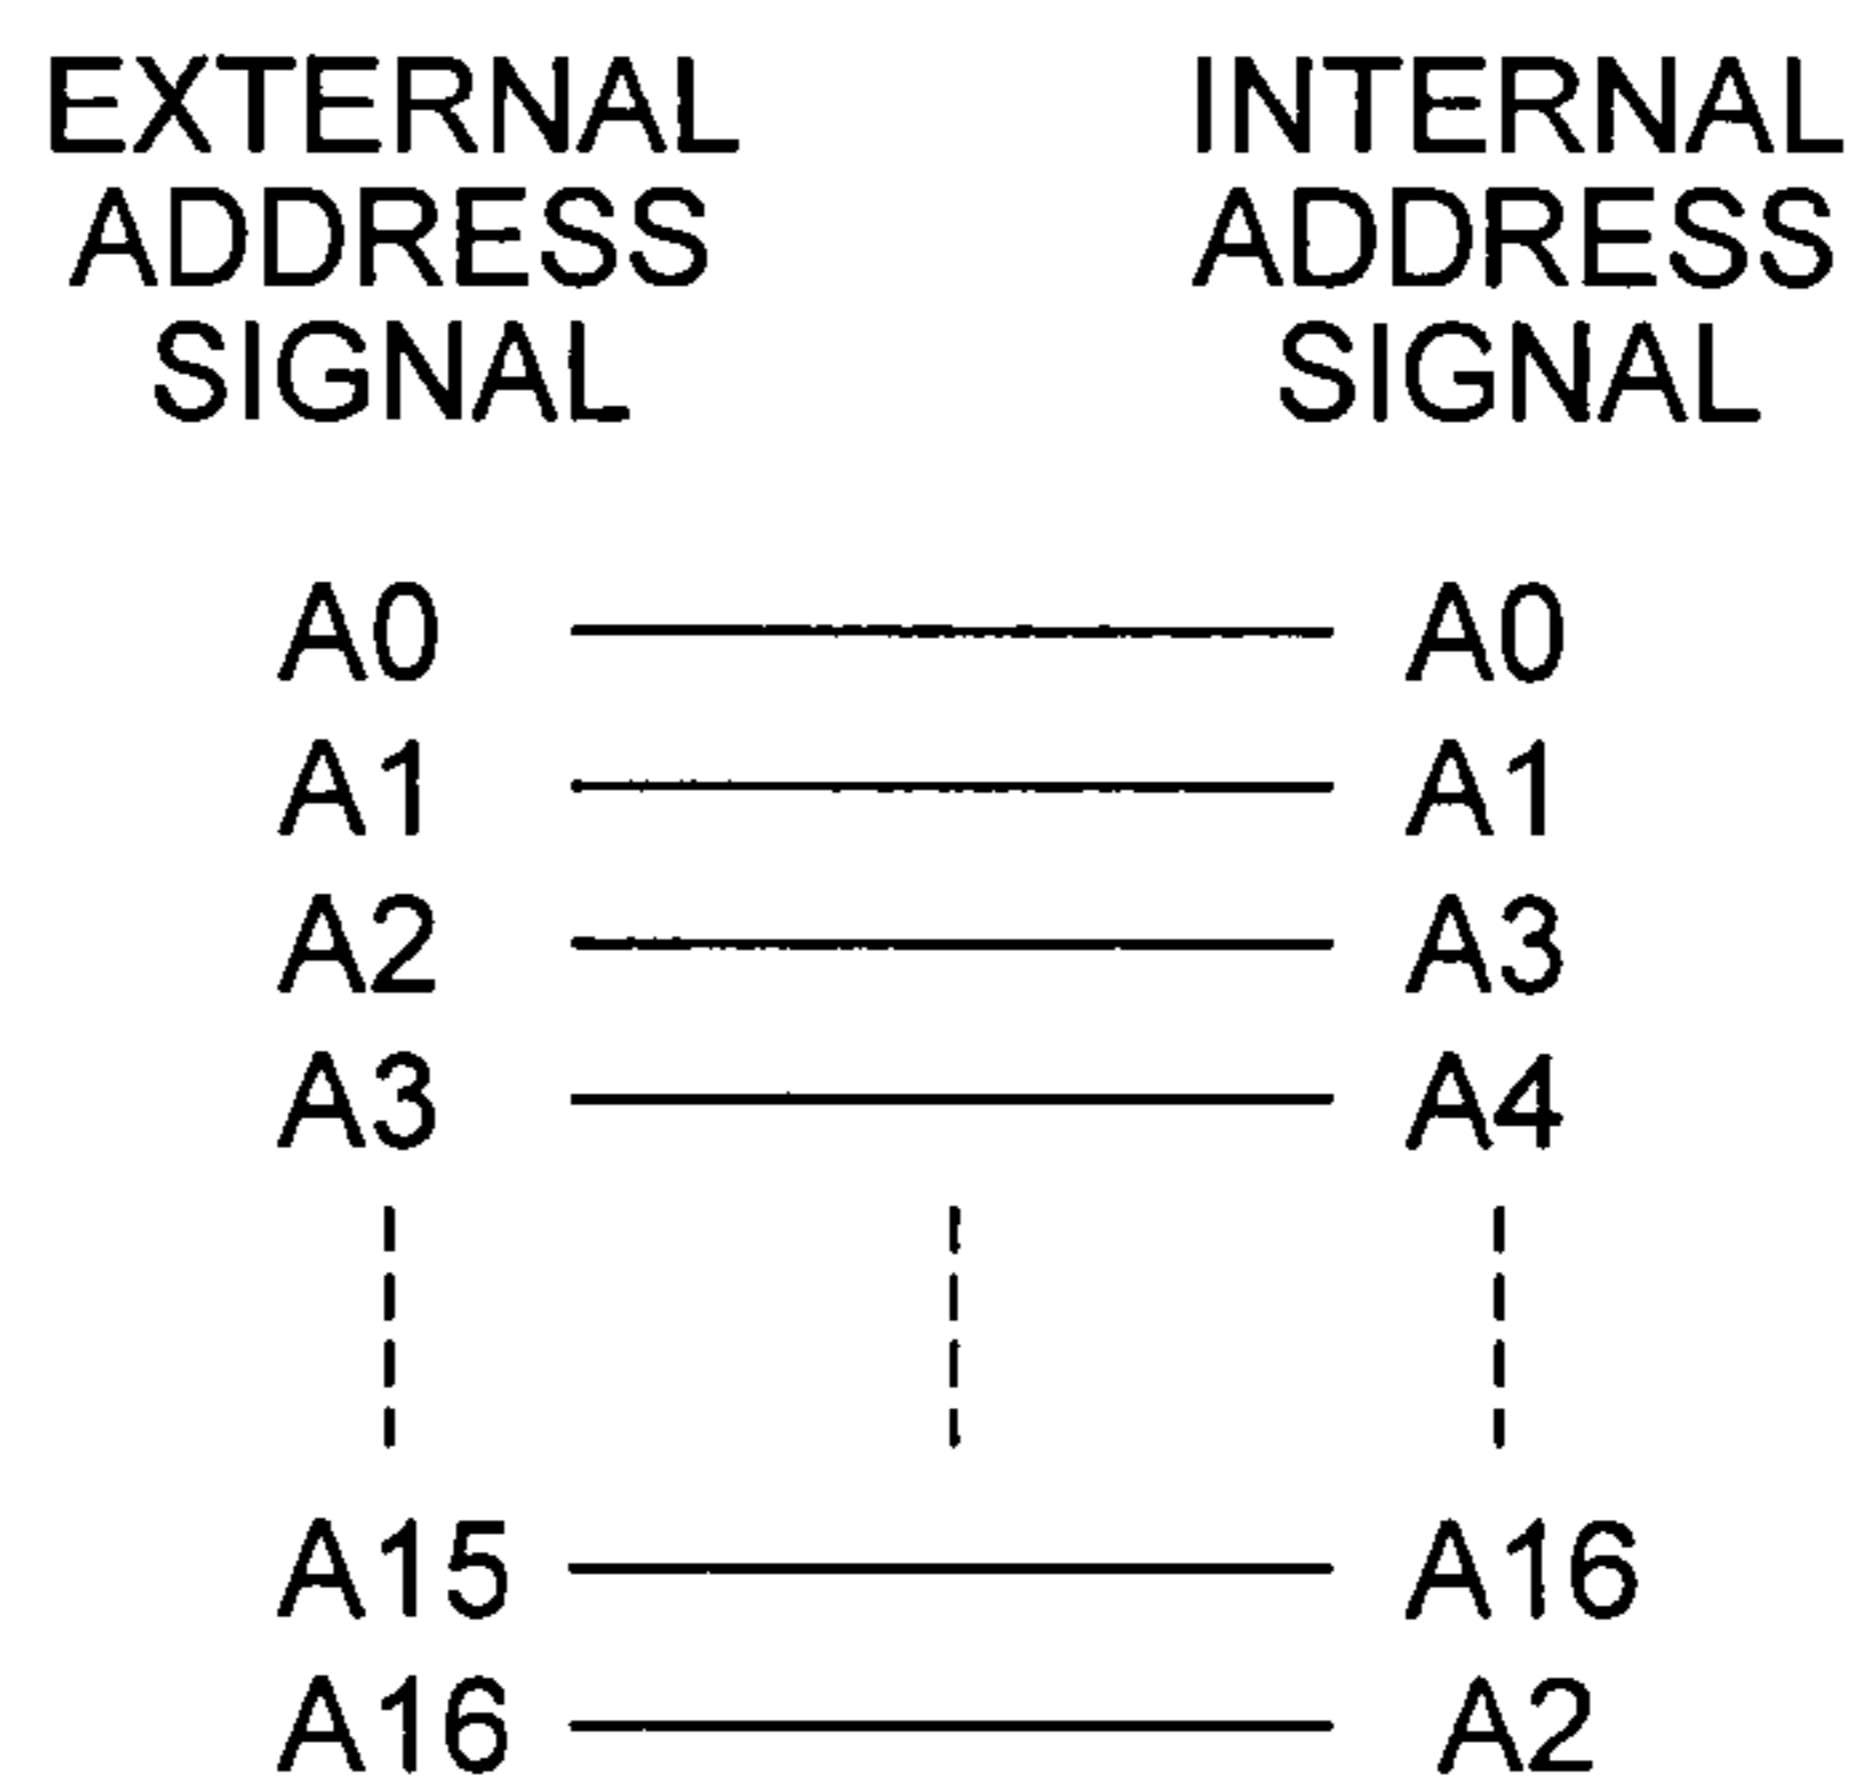 EXTERNAL ADDRESS SIGNAL
INTERNAL ADDRESS SIGNAL
A0 A0
A1 A1
A2 A3
A3 A4
A15 A16
A16 A2